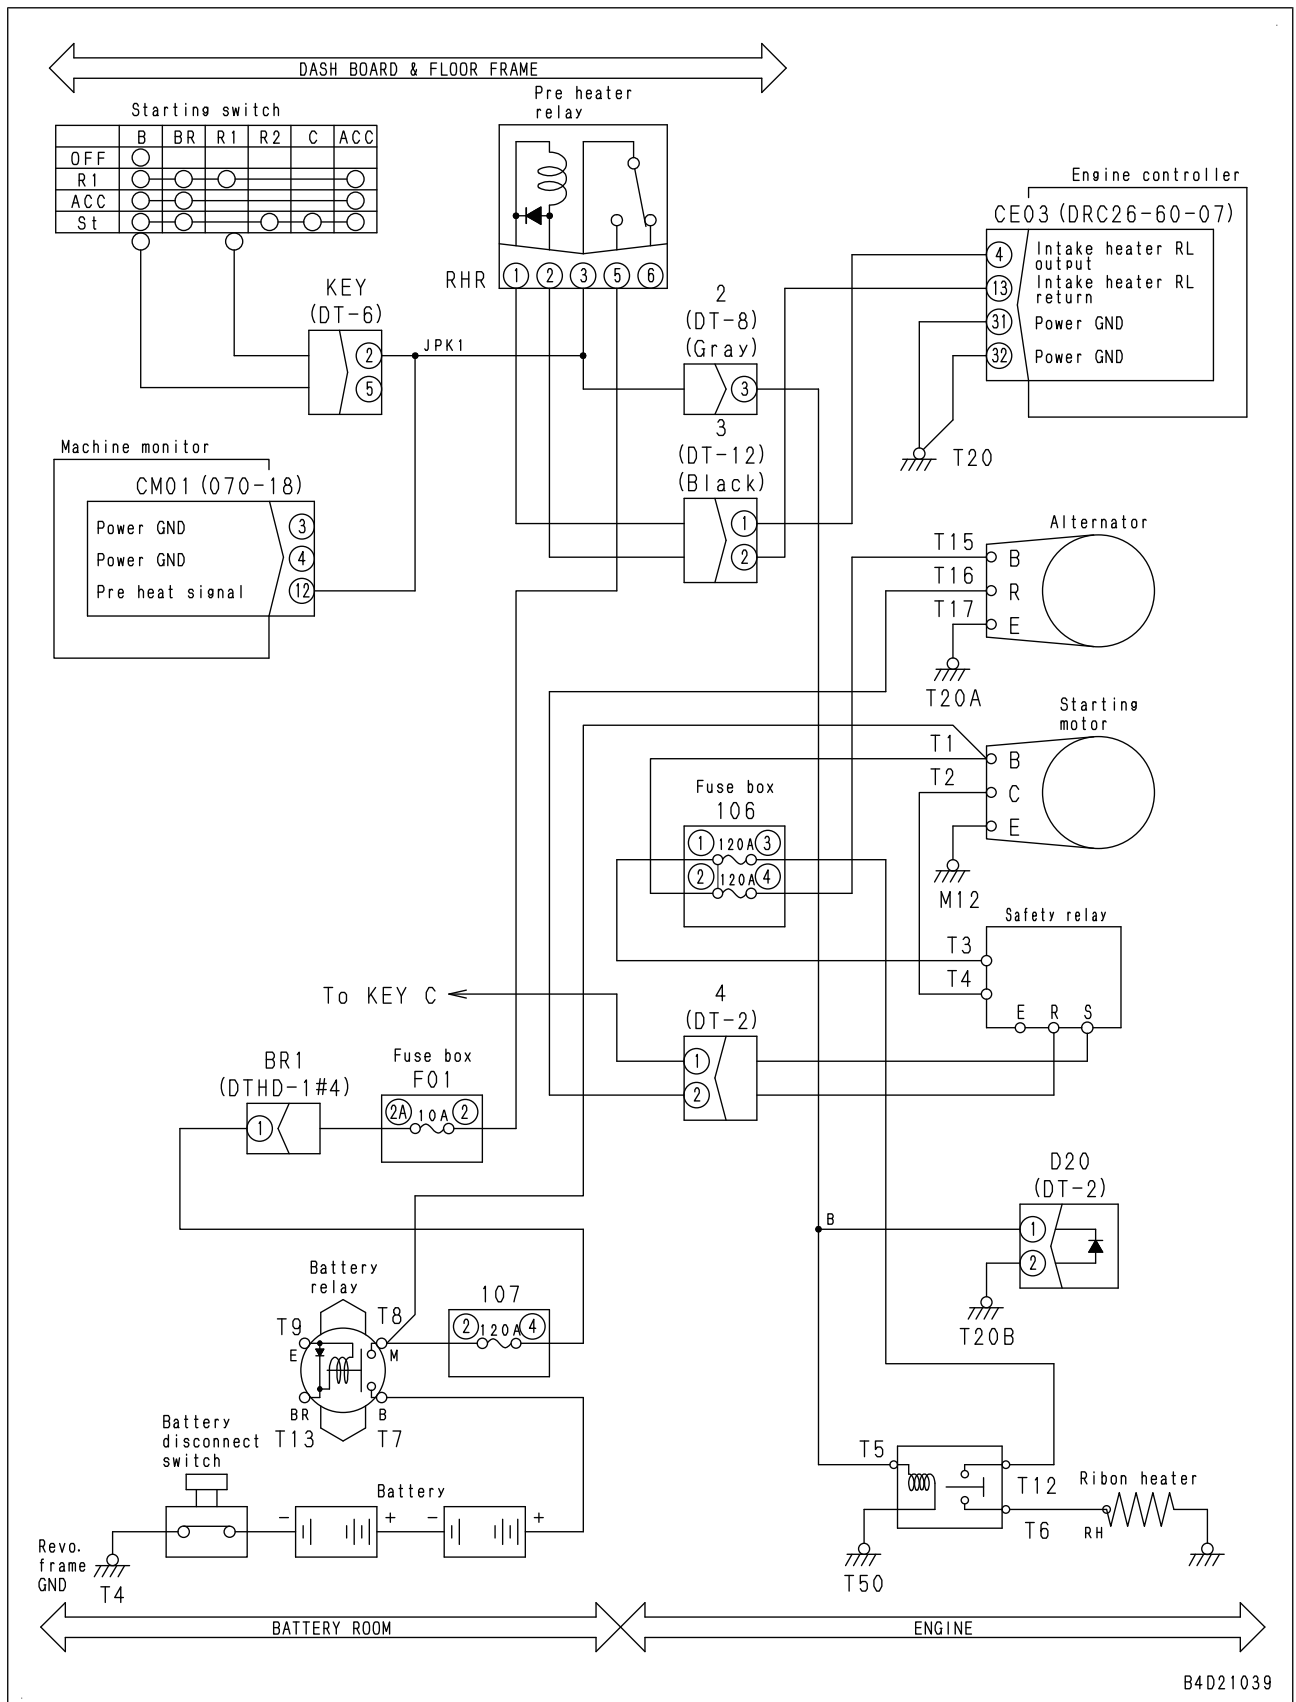 DASH BOARD & FLOOR FRAME
Starting switch
B BR R1 R2 C ACC
OFF
R1
ACC
St
Pre heater
relay
RHR 1 2 3 5 6
Engine controller
CE03 (DRC26-60-07)
4 Intake heater RL
output
13 Intake heater RL
return
31 Power GND
32 Power GND
T20
KEY
(DT-6)
2
5
JPK1
2
(DT-8)
(Gray)
3
3
(DT-12)
(Black)
1
2
Machine monitor
CM01 (070-18)
Power GND 3
Power GND 4
Pre heat signal 12
Alternator
T15 B
T16 R
T17 E
T20A
Starting
motor
T1 B
T2 C
E
M12
Fuse box
106
1 120A 3
2 120A 4
Safety relay
T3
T4
E R S
To KEY C
4
(DT-2)
1
2
BR1
(DTHD-1#4)
1
Fuse box
F01
2A 10A 2
D20
(DT-2)
B
1
2
T20B
Battery
relay
T9 T8
E M
BR B
T13 T7
107
2 120A 4
Battery
disconnect
switch
Battery
- + - +
Revo.
frame
GND
T4
T5
T12
T6
T50
Ribon heater
RH
BATTERY ROOM
ENGINE
B4D21039